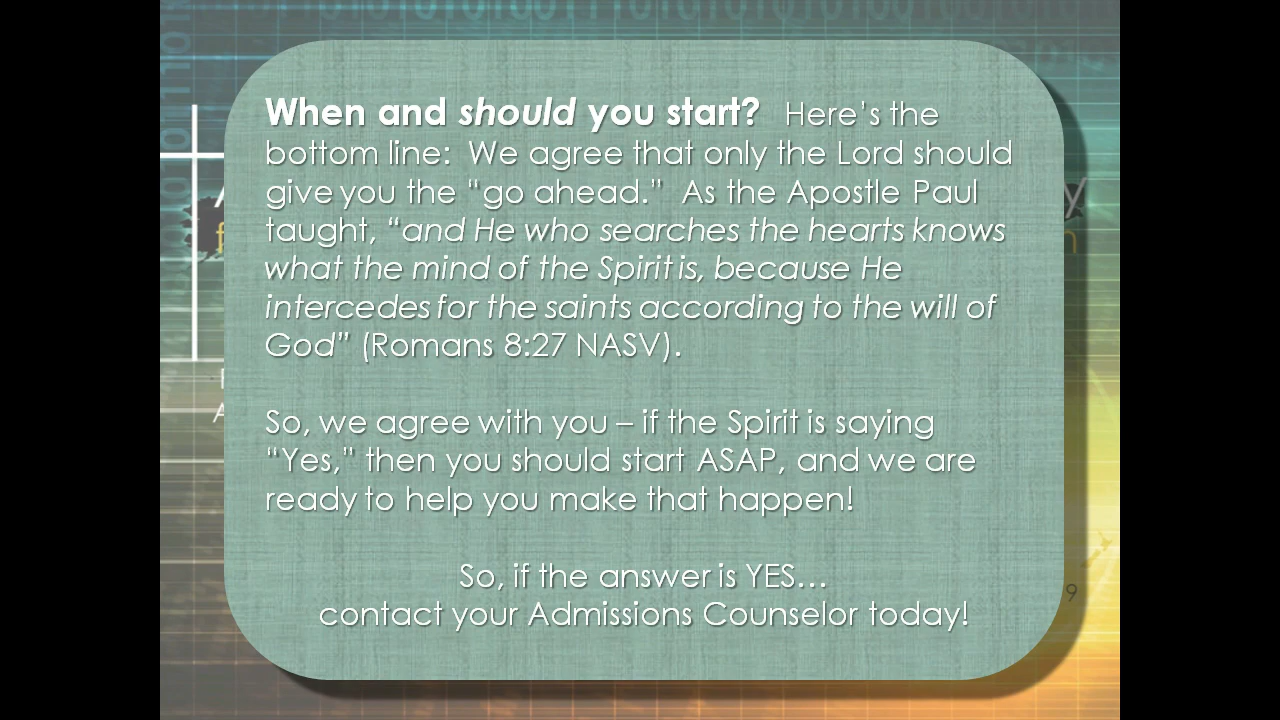 When and should you start? Here's the
bottom line: We agree that only the Lord should
give you the "go ahead." As the Apostle Paul
taught, "and He who searches the hearts knows
what the mind of the Spirit is, because He
intercedes for the saints according to the will of
God" (Romans 8:27 NASV).
So, we agree with you – if the Spirit is saying
"Yes," then you should start ASAP, and we are
ready to help you make that happen!
So, if the answer is YES...
contact your Admissions Counselor today!